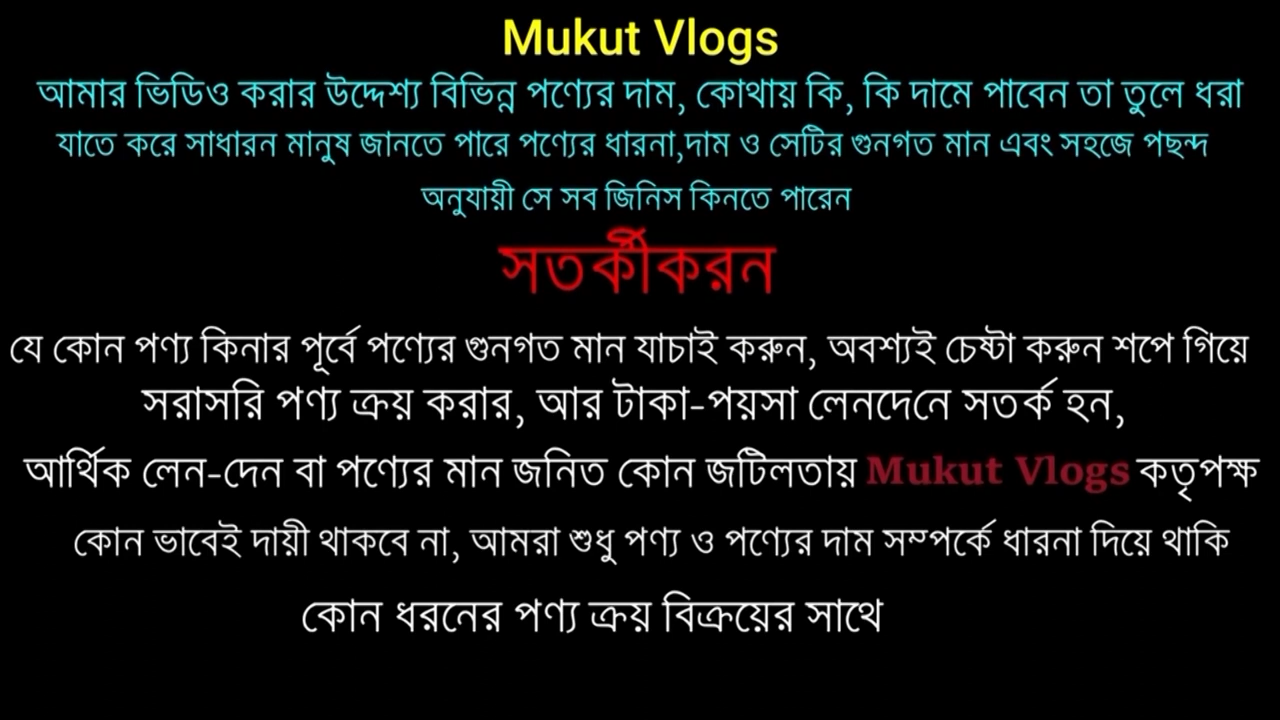 Mukut Vlogs
আমার ভিডিও করার উদ্দেশ্য বিভিন্ন পণ্যের দাম, কোথায় কি, কি দামে পাবেন তা তুলে ধরা
যাতে করে সাধারন মানুষ জানতে পারে পণ্যের ধারনা,দাম ও সেটির গুনগত মান এবং সহজে পছন্দ
অনুযায়ী সে সব জিনিস কিনতে পারেন
সতর্কীকরন
যে কোন পণ্য কিনার পূর্বে পণ্যের গুনগত মান যাচাই করুন, অবশ্যই চেষ্টা করুন শপে গিয়ে
সরাসরি পণ্য ক্রয় করার, আর টাকা-পয়সা লেনদেনে সতর্ক হন,
আর্থিক লেন-দেন বা পণ্যের মান জনিত কোন জটিলতায় Mukut Vlogs কতৃপক্ষ
কোন ভাবেই দায়ী থাকবে না, আমরা শুধু পণ্য ও পণ্যের দাম সম্পর্কে ধারনা দিয়ে থাকি
কোন ধরনের পণ্য ক্রয় বিক্রয়ের সাথে